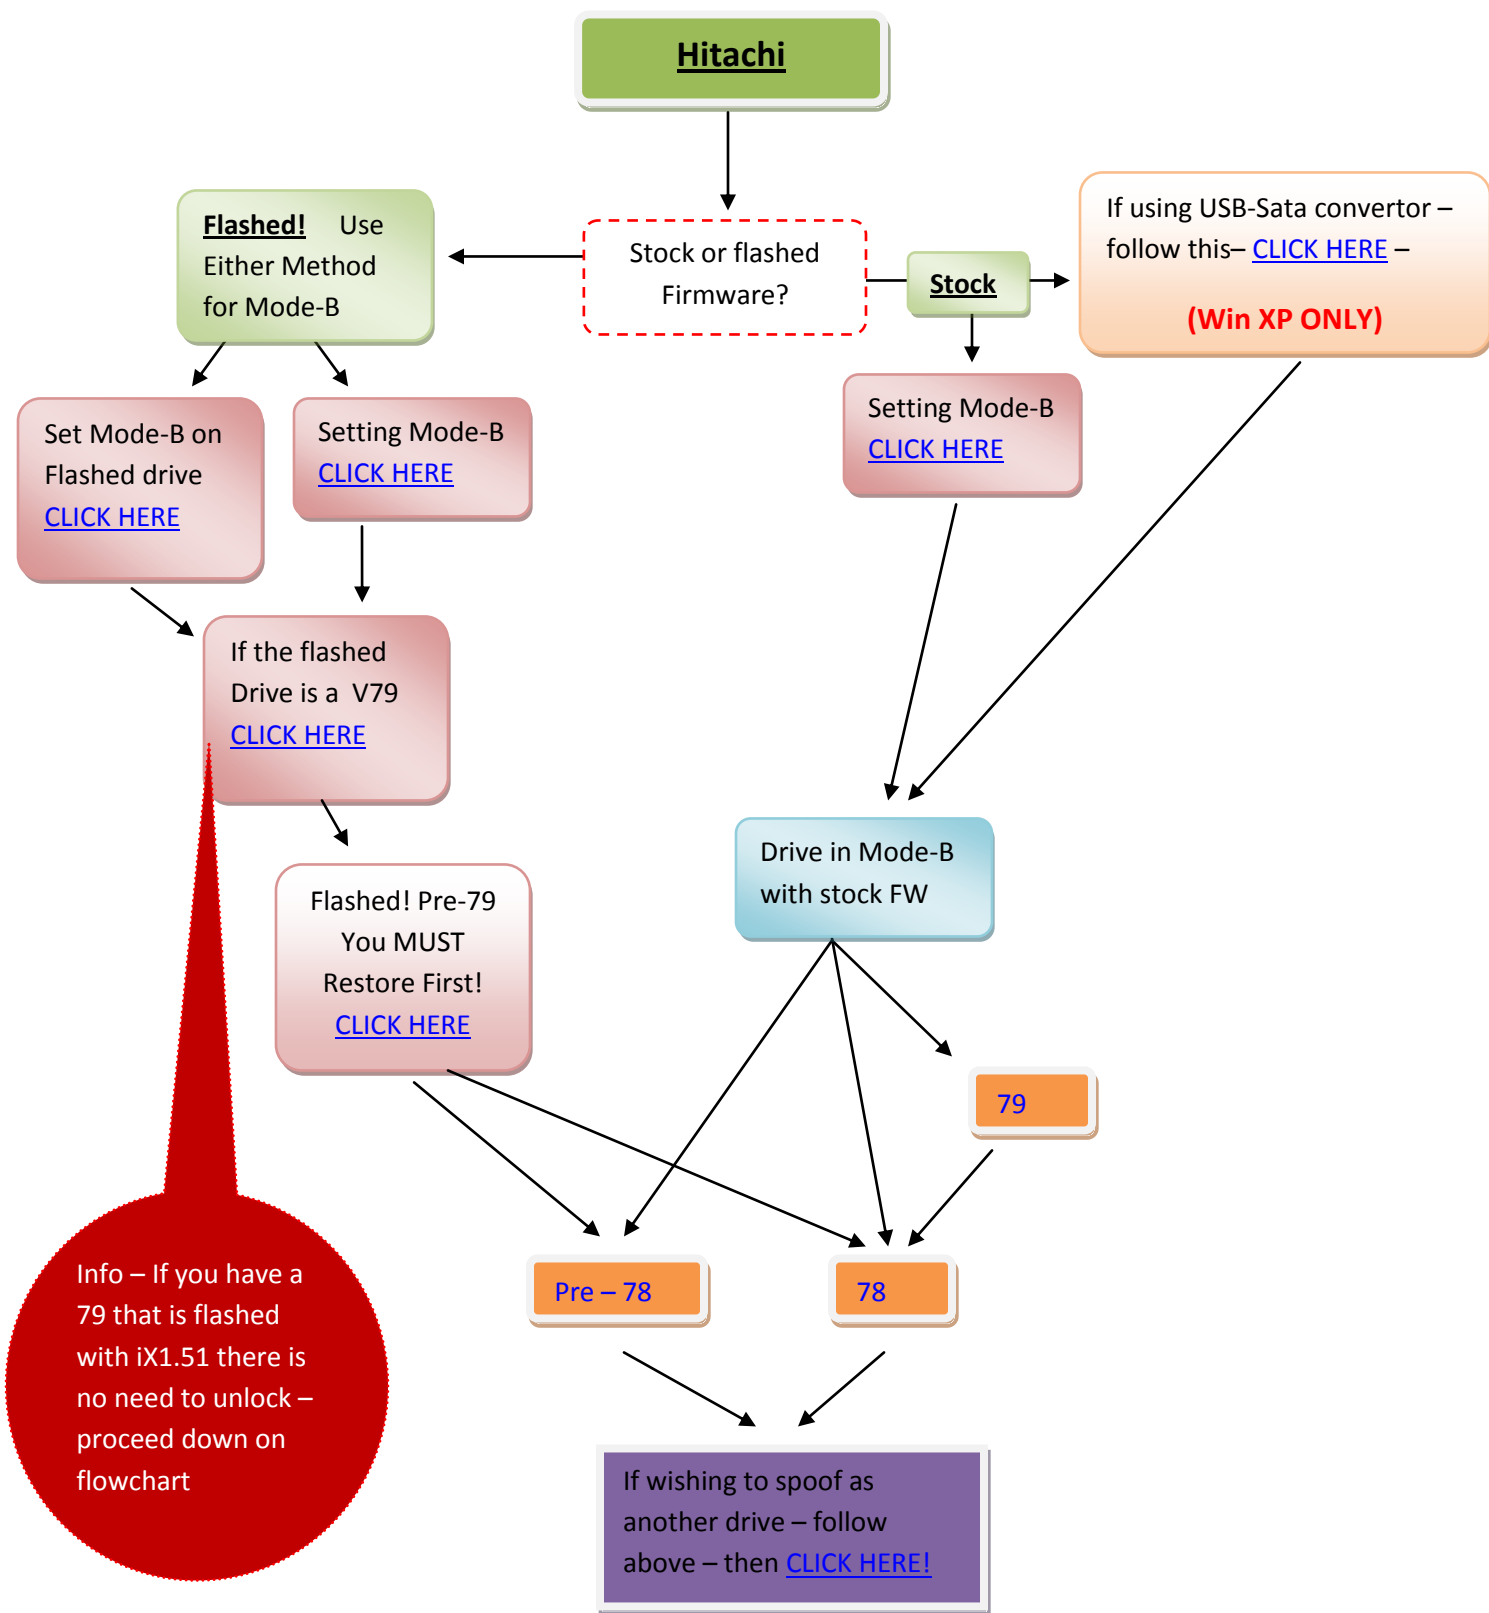 Hitachi
Flashed! Use
Either Method
for Mode-B
Stock or flashed
Firmware?
Stock
If using USB-Sata convertor –
follow this– CLICK HERE –
(Win XP ONLY)
Set Mode-B on
Flashed drive
CLICK HERE
Setting Mode-B
CLICK HERE
Setting Mode-B
CLICK HERE
If the flashed
Drive is a V79
CLICK HERE
Flashed! Pre-79
You MUST
Restore First!
CLICK HERE
Drive in Mode-B
with stock FW
79
Pre – 78
78
Info – If you have a
79 that is flashed
with iX1.51 there is
no need to unlock –
proceed down on
flowchart
If wishing to spoof as
another drive – follow
above – then CLICK HERE!